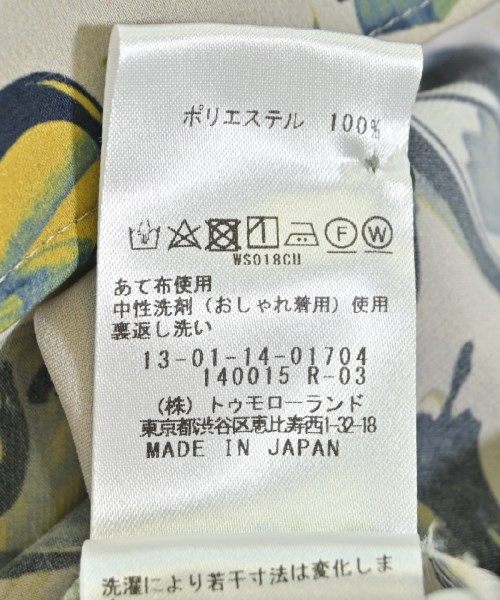 ポリエステル 100%
F W
WS018CU
あて布使用
中性洗剤（おしゃれ着用）使用
裏返し洗い
13-01-14-01704
140015 R-03
（株）トゥモローランド
東京都渋谷区恵比寿西1-32-18
MADE IN JAPAN
洗濯により若干寸法は変化しま